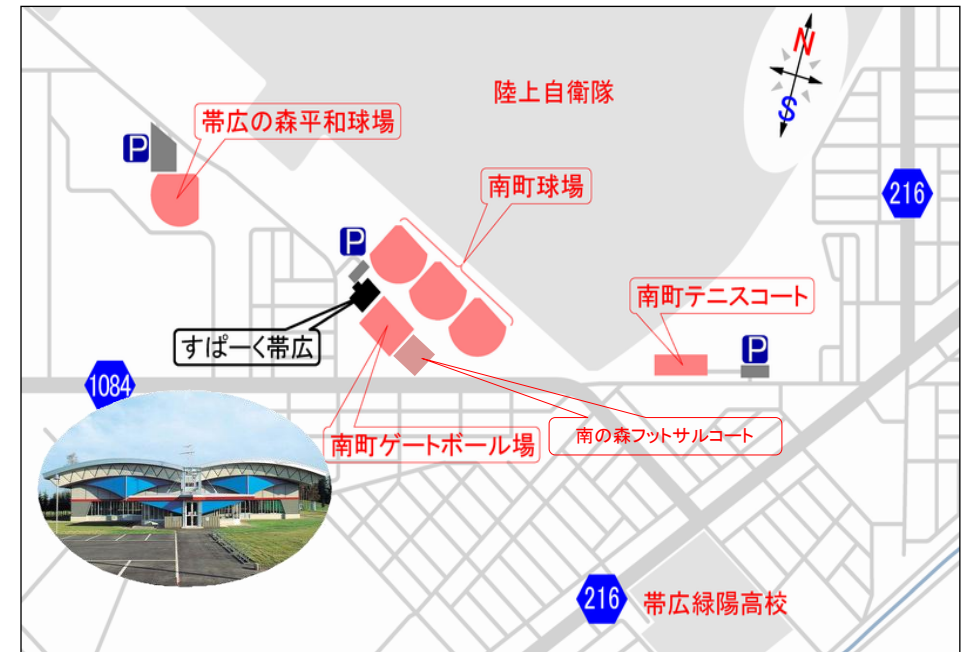 N
S
陸上自衛隊
帯広の森平和球場
P
南町球場
216
P
南町テニスコート
すぱーく帯広
P
1084
南町ゲートボール場
南の森フットサルコート
216
帯広緑陽高校